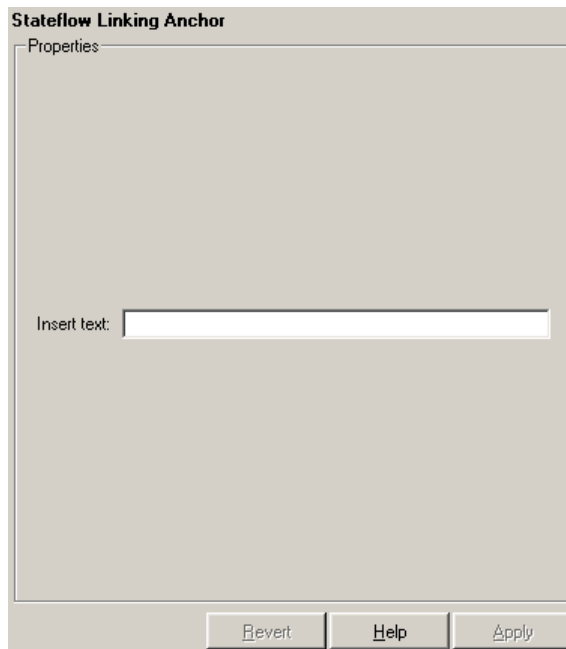 Stateflow Linking Anchor
Properties
Insert text:
Revert Help Apply